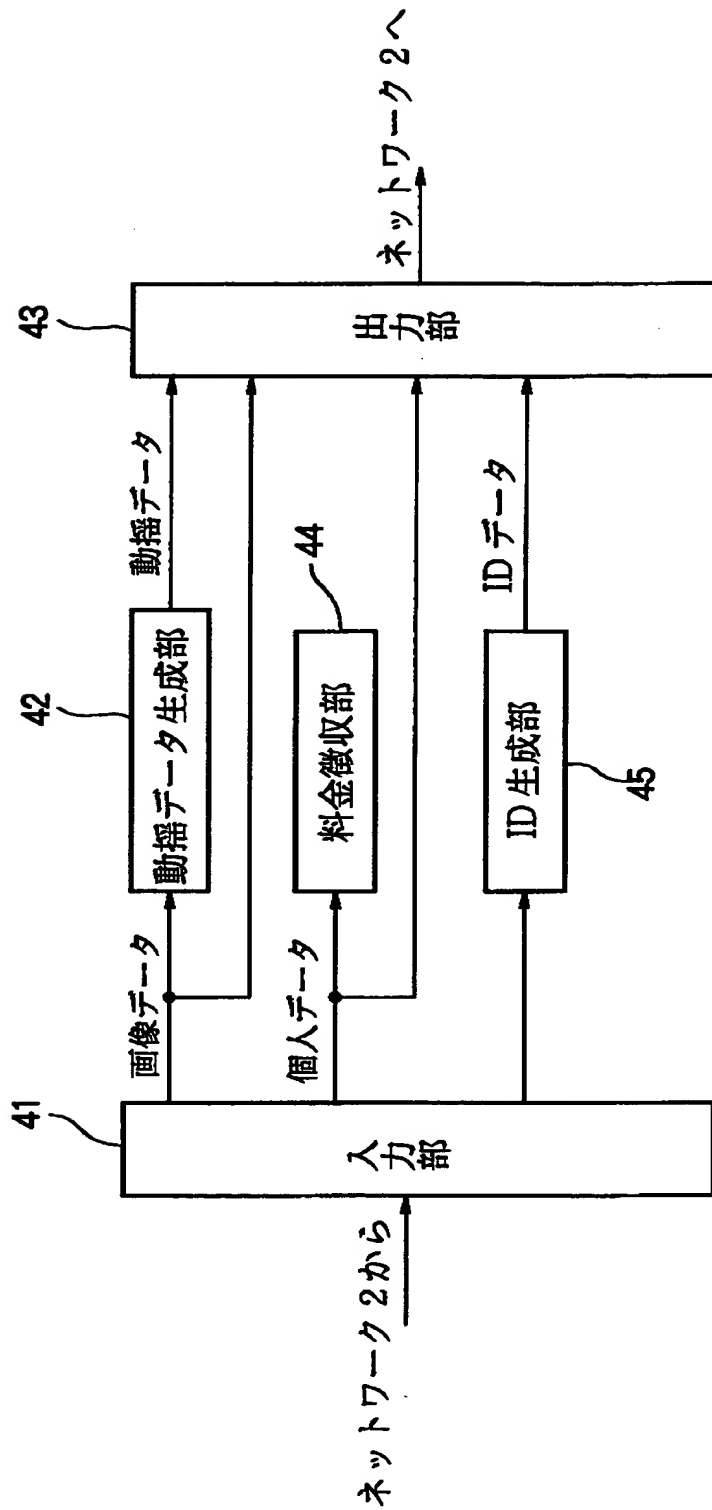 ネットワーク2から
41
入力部
画像データ
42
動揺データ生成部
動揺データ
個人データ
44
料金徴収部
ID生成部
45
IDデータ
43
出力部
ネットワーク2へ